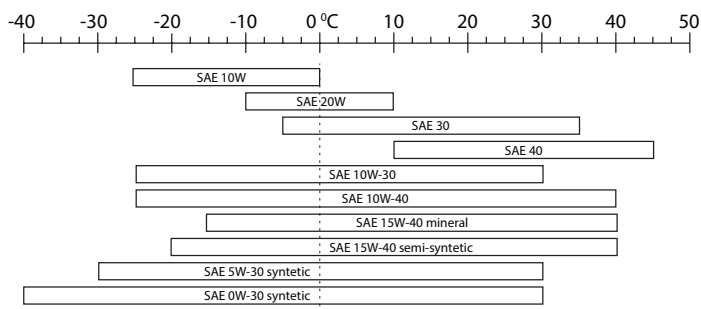 -40 -30 -20 -10 0 ⁰C 10 20 30 40 50
SAE 10W
SAE 20W
SAE 30
SAE 40
SAE 10W-30
SAE 10W-40
SAE 15W-40 mineral
SAE 15W-40 semi-syntetic
SAE 5W-30 syntetic
SAE 0W-30 syntetic